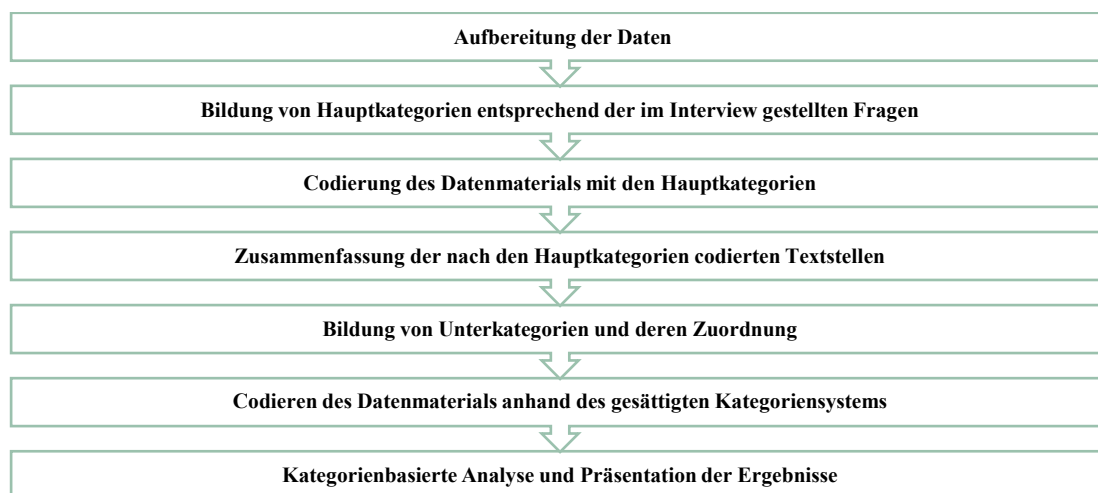 Aufbereitung der Daten
Bildung von Hauptkategorien entsprechend der im Interview gestellten Fragen
Codierung des Datenmaterials mit den Hauptkategorien
Zusammenfassung der nach den Hauptkategorien codierten Textstellen
Bildung von Unterkategorien und deren Zuordnung
Codieren des Datenmaterials anhand des gesättigten Kategoriensystems
Kategorienbasierte Analyse und Präsentation der Ergebnisse